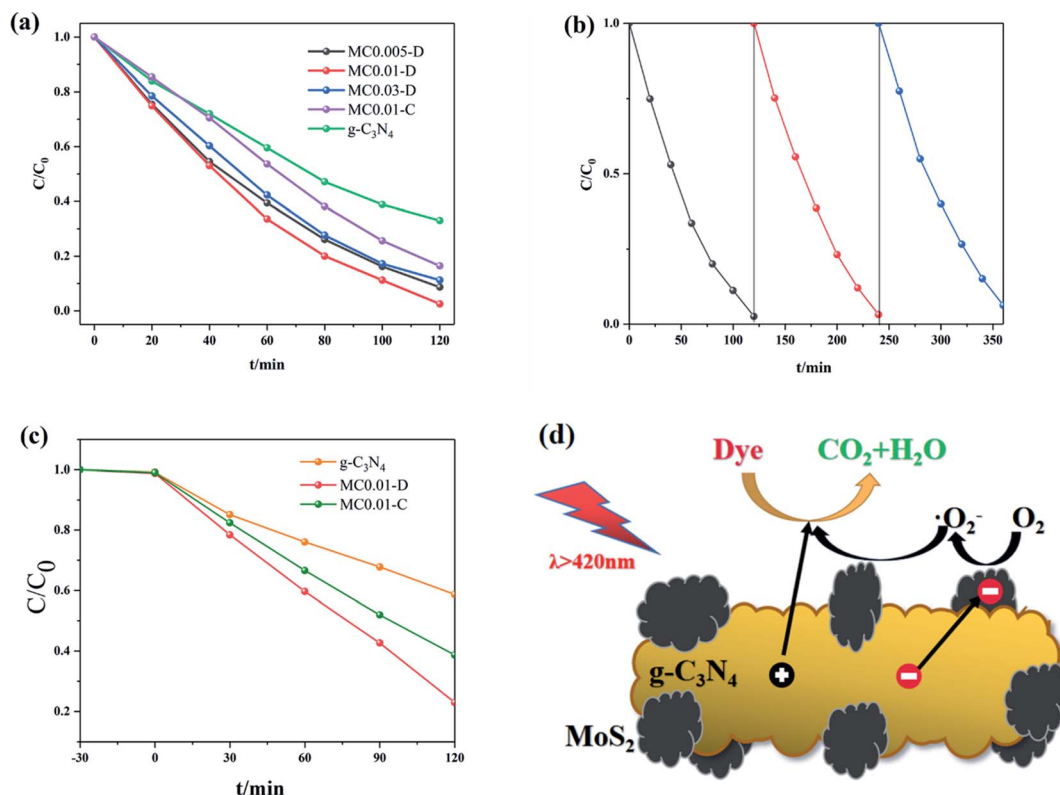 (a)
C/C0
1.0
0.8
0.6
0.4
0.2
0.0
MC0.005-D
MC0.01-D
MC0.03-D
MC0.01-C
g-C3N4
0 20 40 60 80 100 120
t/min
(b)
C/C0
1.0
0.5
0.0
0 50 100 150 200 250 300 350
t/min
(c)
C/C0
1.0
0.8
0.6
0.4
0.2
g-C3N4
MC0.01-D
MC0.01-C
-30 0 30 60 90 120
t/min
(d)
Dye CO2+H2O
·O2- O2
λ>420nm
g-C3N4
MoS2